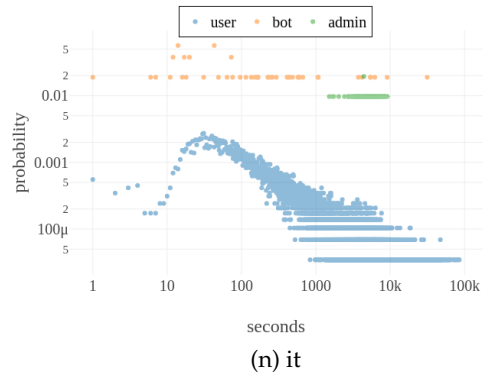 user bot admin
5
2
0.01
5
2
0.001
5
2
100μ
5
1 10 100 1000 10k 100k
probability
seconds
(n) it